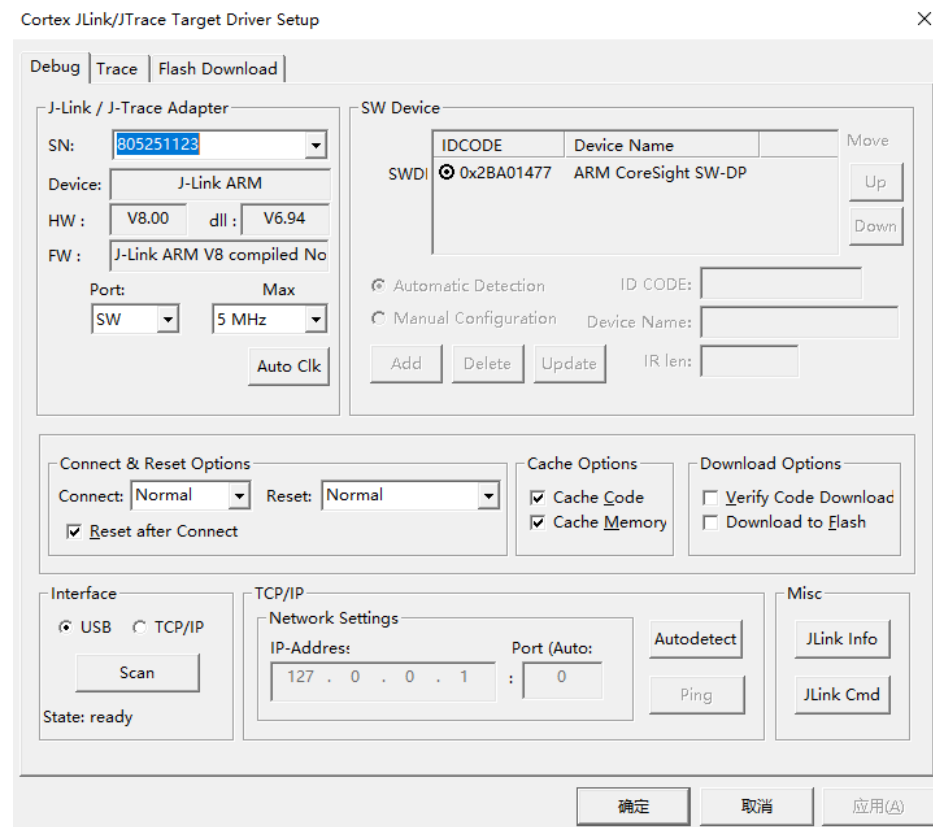 Cortex JLink/JTrace Target Driver Setup
Debug Trace Flash Download
J-Link / J-Trace Adapter
SN: 805251123
Device: J-Link ARM
HW : V8.00 dll : V6.94
FW : J-Link ARM V8 compiled No
Port: Max
SW 5 MHz
Auto Clk
SW Device
IDCODE Device Name
SWDI 0x2BA01477 ARM CoreSight SW-DP
Move
Up
Down
Automatic Detection ID CODE:
Manual Configuration Device Name:
Add Delete Update IR len:
Connect & Reset Options
Connect: Normal Reset: Normal
Reset after Connect
Cache Options
Cache Code
Cache Memory
Download Options
Verify Code Download
Download to Flash
Interface
USB TCP/IP
Scan
State: ready
TCP/IP
Network Settings
IP-Address Port (Auto:
127 . 0 . 0 . 1 : 0
Autodetect
Ping
Misc
JLink Info
JLink Cmd
确定 取消 应用(A)